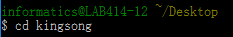 informatics@LAB414-12 ~/Desktop
$ cd kingsong